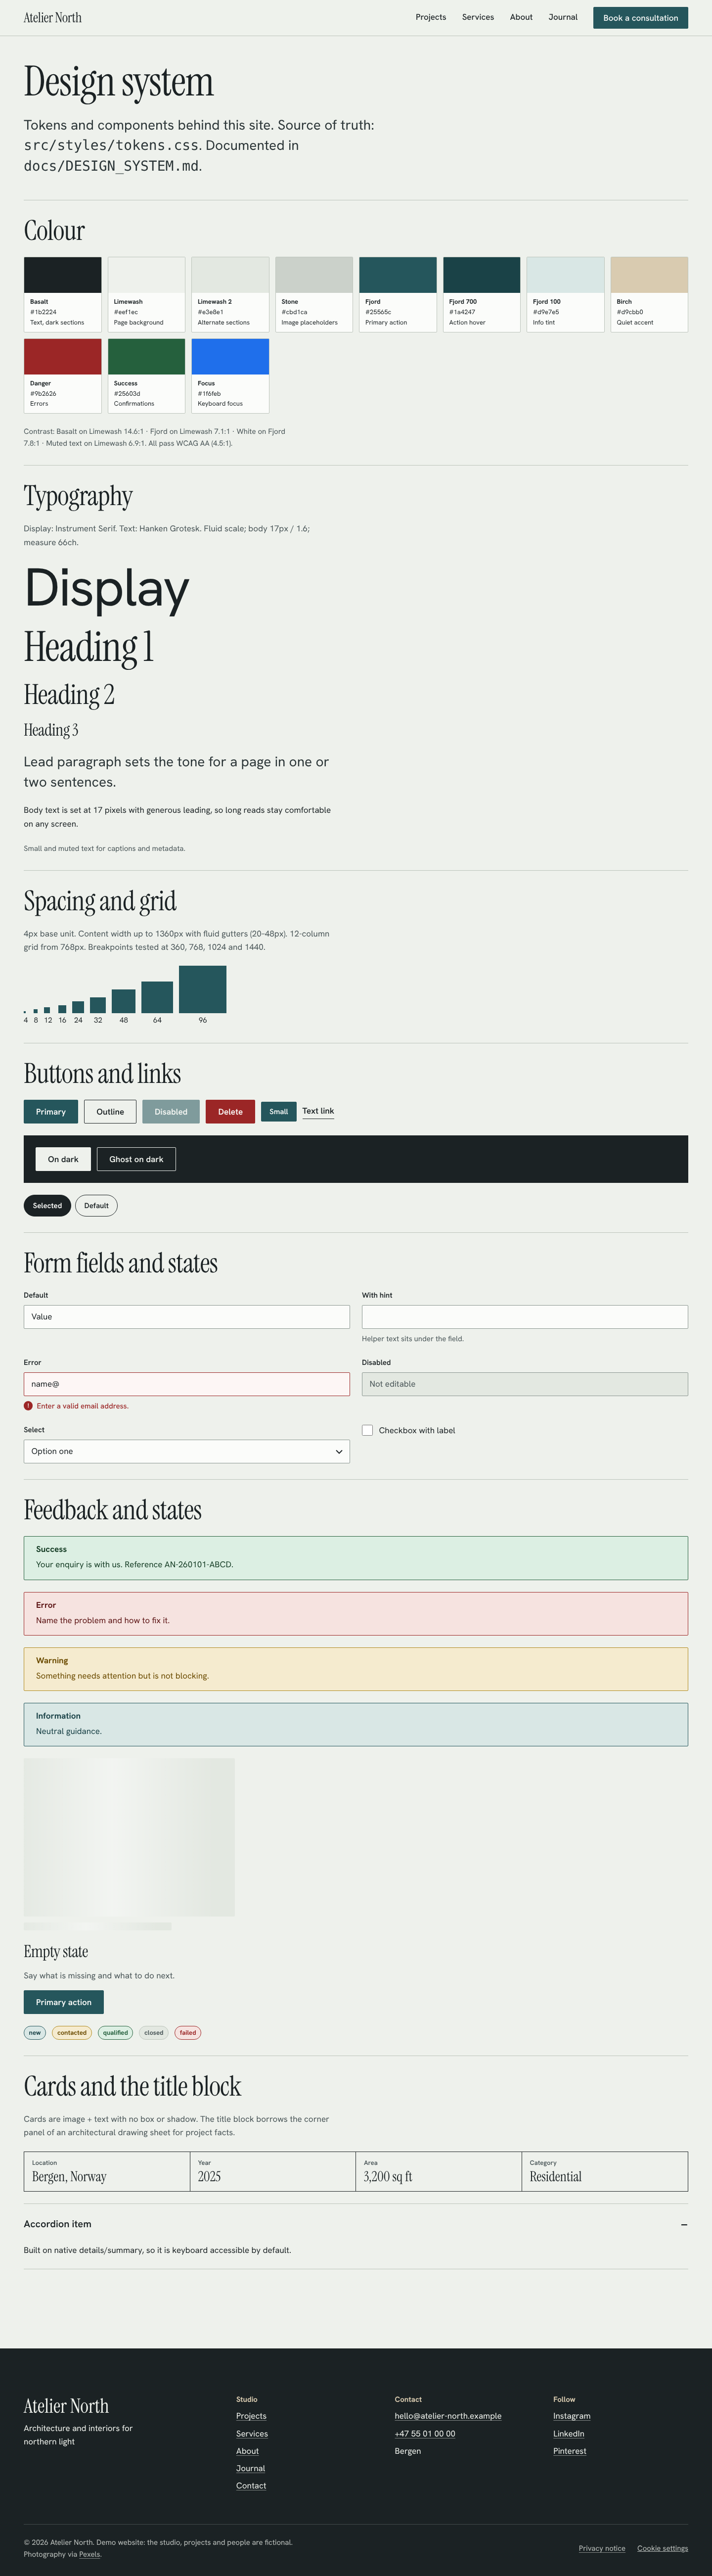 Atelier North
Projects Services About Journal Book a consultation
Design system
Tokens and components behind this site. Source of truth:
src/styles/tokens.css. Documented in
docs/DESIGN_SYSTEM.md.
Colour
Basalt
#1b2224
Text, dark sections
Limewash
#eef1ec
Page background
Limewash 2
#e3e8e1
Alternate sections
Stone
#cbd1ca
Image placeholders
Fjord
#25565c
Primary action
Fjord 700
#1a4247
Action hover
Fjord 100
#d9e7e5
Info tint
Birch
#d9cbb0
Quiet accent
Danger
#9b2626
Errors
Success
#25603d
Confirmations
Focus
#1f6feb
Keyboard focus
Contrast: Basalt on Limewash 14.6:1 · Fjord on Limewash 7.1:1 · White on Fjord
7.8:1 · Muted text on Limewash 6.9:1. All pass WCAG AA (4.5:1).
Typography
Display: Instrument Serif. Text: Hanken Grotesk. Fluid scale; body 17px / 1.6;
measure 66ch.
Display
Heading 1
Heading 2
Heading 3
Lead paragraph sets the tone for a page in one or
two sentences.
Body text is set at 17 pixels with generous leading, so long reads stay comfortable
on any screen.
Small and muted text for captions and metadata.
Spacing and grid
4px base unit. Content width up to 1360px with fluid gutters (20–48px). 12-column
grid from 768px. Breakpoints tested at 360, 768, 1024 and 1440.
4 8 12 16 24 32 48 64 96
Buttons and links
Primary Outline Disabled Delete Small Text link
On dark Ghost on dark
Selected Default
Form fields and states
Default
Value
With hint
Helper text sits under the field.
Error
name@
! Enter a valid email address.
Disabled
Not editable
Select
Option one
Checkbox with label
Feedback and states
Success
Your enquiry is with us. Reference AN-260101-ABCD.
Error
Name the problem and how to fix it.
Warning
Something needs attention but is not blocking.
Information
Neutral guidance.
Empty state
Say what is missing and what to do next.
Primary action
new contacted qualified closed failed
Cards and the title block
Cards are image + text with no box or shadow. The title block borrows the corner
panel of an architectural drawing sheet for project facts.
Location
Bergen, Norway
Year
2025
Area
3,200 sq ft
Category
Residential
Accordion item
Built on native details/summary, so it is keyboard accessible by default.
Atelier North
Architecture and interiors for
northern light
Studio
Projects
Services
About
Journal
Contact
Contact
hello@atelier-north.example
+47 55 01 00 00
Bergen
Follow
Instagram
LinkedIn
Pinterest
© 2026 Atelier North. Demo website: the studio, projects and people are fictional.
Photography via Pexels.
Privacy notice Cookie settings